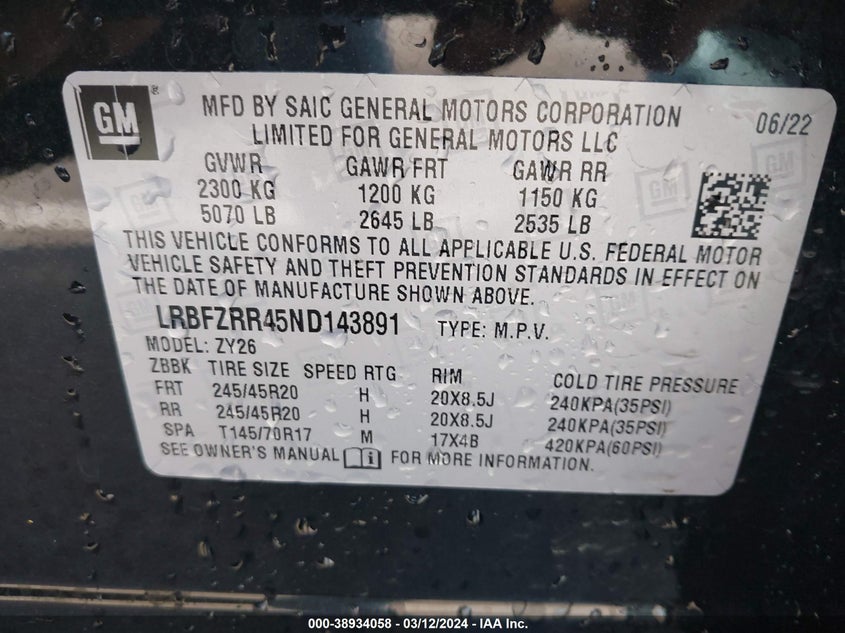 GM
MFD BY SAIC GENERAL MOTORS CORPORATION
LIMITED FOR GENERAL MOTORS LLC
06/22
GVWR GAWR FRT GAWR RR
2300 KG 1200 KG 1150 KG
5070 LB 2645 LB 2535 LB
THIS VEHICLE CONFORMS TO ALL APPLICABLE U.S. FEDERAL MOTOR
VEHICLE SAFETY AND THEFT PREVENTION STANDARDS IN EFFECT ON
THE DATE OF MANUFACTURE SHOWN ABOVE.
LRBFZRR45ND143891 TYPE: M.P.V.
MODEL: ZY26
ZBBK TIRE SIZE SPEED RTG RIM COLD TIRE PRESSURE
FRT 245/45R20 H 20X8.5J 240KPA(35PSI)
RR 245/45R20 H 20X8.5J 240KPA(35PSI)
SPA T145/70R17 M 17X4B 420KPA(60PSI)
SEE OWNER'S MANUAL FOR MORE INFORMATION.
000-38934058 - 03/12/2024 - IAA Inc.